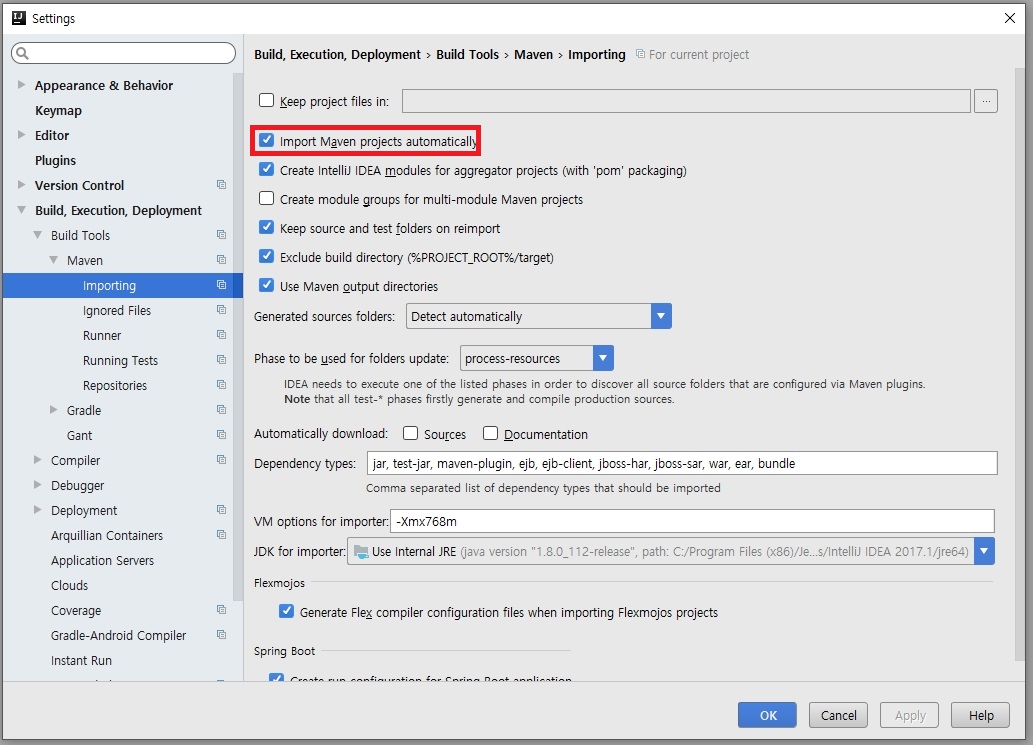 Settings
Appearance & Behavior
Keymap
Editor
Plugins
Version Control
Build, Execution, Deployment
Build Tools
Maven
Importing
Ignored Files
Runner
Running Tests
Repositories
Gradle
Gant
Compiler
Debugger
Deployment
Arquillian Containers
Application Servers
Clouds
Coverage
Gradle-Android Compiler
Instant Run
Build, Execution, Deployment › Build Tools › Maven › Importing For current project
Keep project files in: ...
Import Maven projects automatically
Create IntelliJ IDEA modules for aggregator projects (with 'pom' packaging)
Create module groups for multi-module Maven projects
Keep source and test folders on reimport
Exclude build directory (%PROJECT_ROOT%/target)
Use Maven output directories
Generated sources folders: Detect automatically
Phase to be used for folders update: process-resources
IDEA needs to execute one of the listed phases in order to discover all source folders that are configured via Maven plugins.
Note that all test-* phases firstly generate and compile production sources.
Automatically download: Sources Documentation
Dependency types: jar, test-jar, maven-plugin, ejb, ejb-client, jboss-har, jboss-sar, war, ear, bundle
Comma separated list of dependency types that should be imported
VM options for importer: -Xmx768m
JDK for importer: Use Internal JRE (java version "1.8.0_112-release", path: C:/Program Files (x86)/Je...s/IntelliJ IDEA 2017.1/jre64)
Flexmojos
Generate Flex compiler configuration files when importing Flexmojos projects
Spring Boot
Create run configuration for Spring Boot application
OK Cancel Apply Help